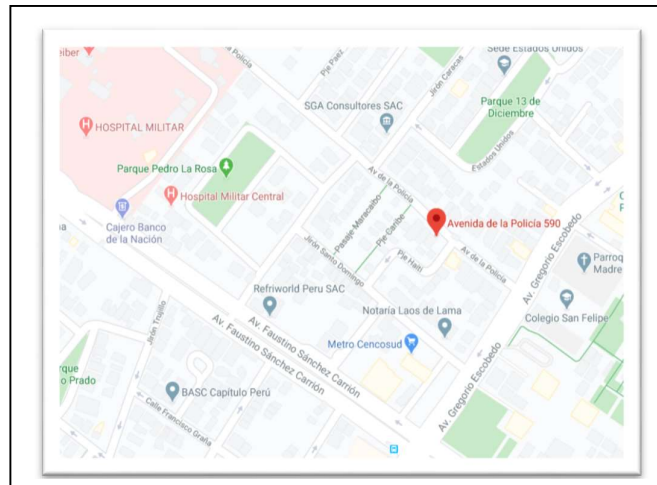 eiber
la Policía
Pje Paez
Jirón Caracas
Sede Estados Unidos
SGA Consultores SAC
Parque 13 de
Diciembre
HOSPITAL MILITAR
Estados Unidos
Parque Pedro La Rosa
Av de la Policía
Hospital Militar Central
Pasaje-Maracaibo
Pje-Caribe
Avenida de la Policía 590
Cajero Banco
de la Nación
Jirón Santo Domingo
Pje Haití
Av de la Policía
Av. Gregorio Escobedo
Parroq
Madre
Refriworld Peru SAC
Notaría Laos de Lama
Colegio San Felipe
Jirón Trujillo
Av. Faustino Sánchez Carrión
Av. Faustino Sánchez Carrión
Metro Cencosud
rque
o Prado
BASC Capítulo Perú
Av. Gregorio Escobedo
Calle Francisco Graña